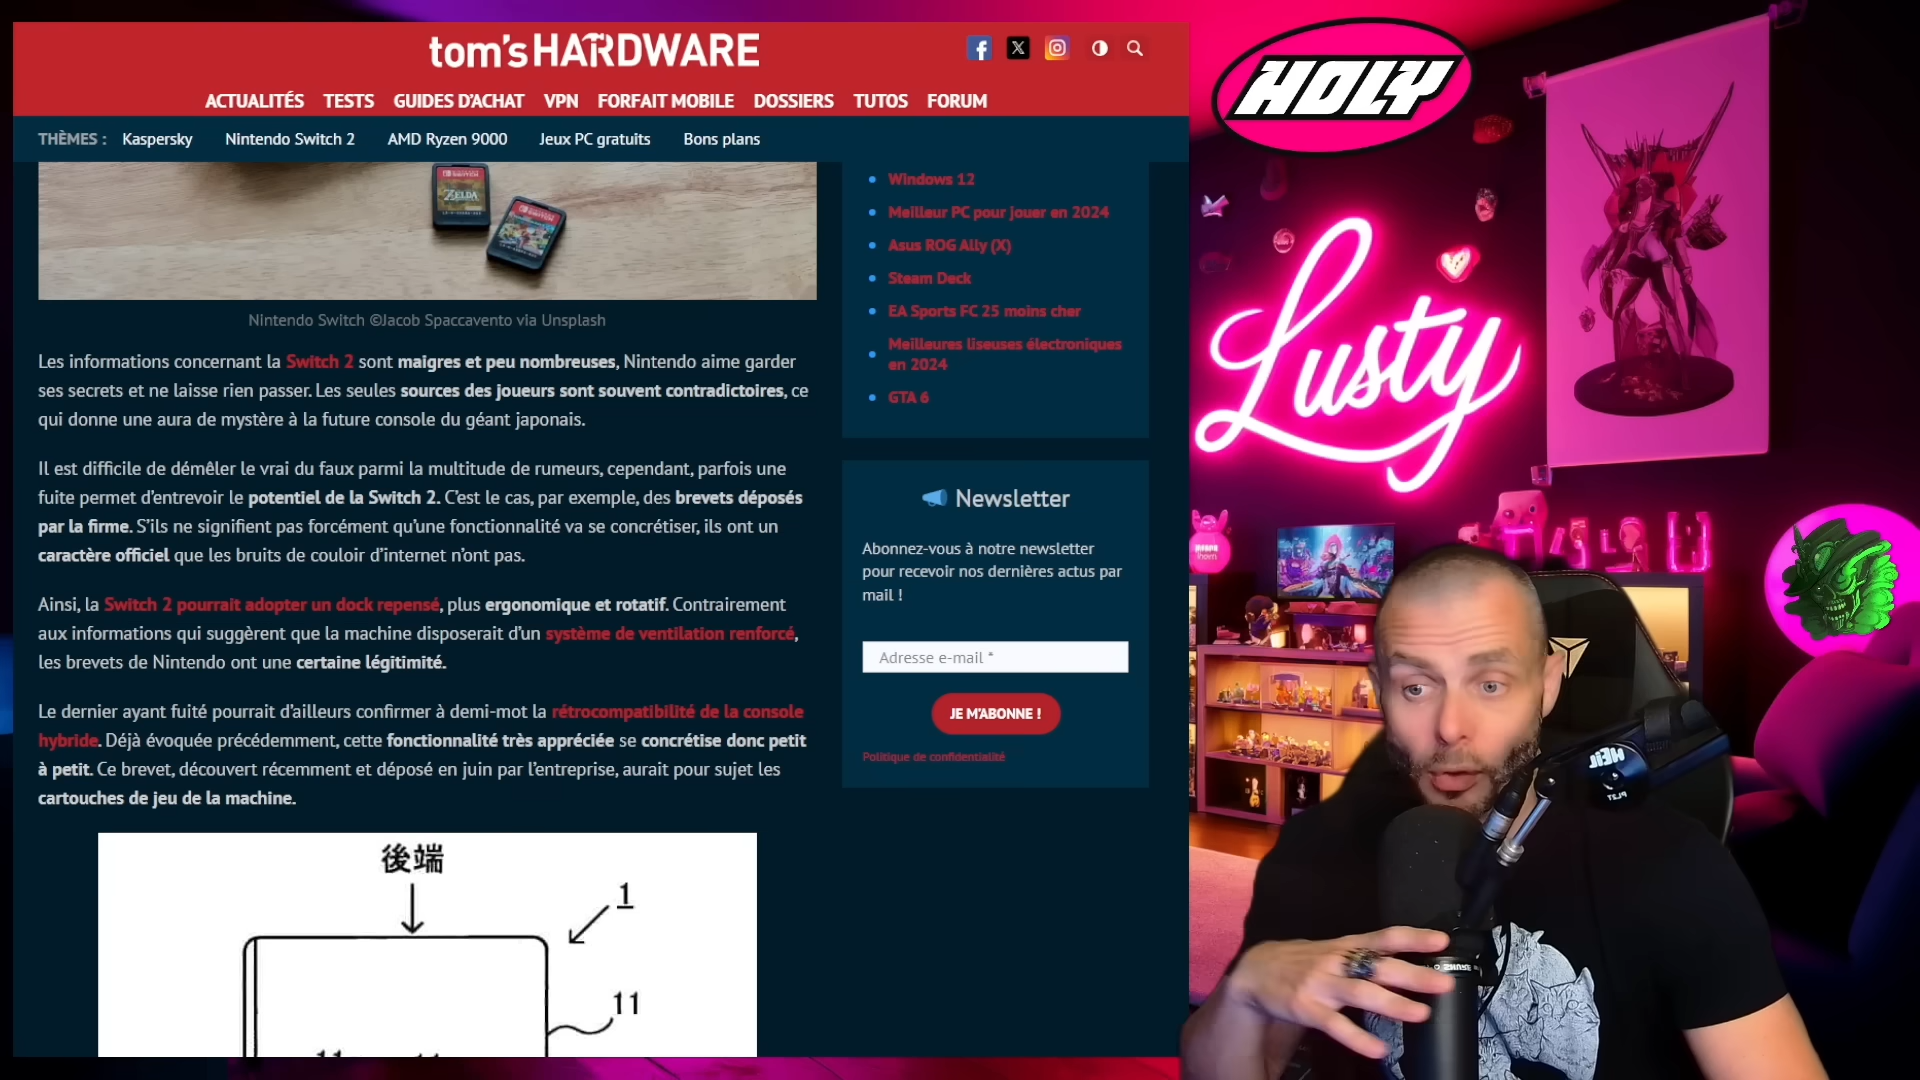 tom's HARDWARE
ACTUALITÉS TESTS GUIDES D'ACHAT VPN FORFAIT MOBILE DOSSIERS TUTOS FORUM
THÈMES : Kaspersky Nintendo Switch 2 AMD Ryzen 9000 Jeux PC gratuits Bons plans
ZELDA
Nintendo Switch ©Jacob Spaccavento via Unsplash
Les informations concernant la Switch 2 sont maigres et peu nombreuses, Nintendo aime garder
ses secrets et ne laisse rien passer. Les seules sources des joueurs sont souvent contradictoires, ce
qui donne une aura de mystère à la future console du géant japonais.
Il est difficile de démêler le vrai du faux parmi la multitude de rumeurs, cependant, parfois une
fuite permet d'entrevoir le potentiel de la Switch 2. C'est le cas, par exemple, des brevets déposés
par la firme. S'ils ne signifient pas forcément qu'une fonctionnalité va se concrétiser, ils ont un
caractère officiel que les bruits de couloir d'internet n'ont pas.
Ainsi, la Switch 2 pourrait adopter un dock repensé, plus ergonomique et rotatif. Contrairement
aux informations qui suggèrent que la machine disposerait d'un système de ventilation renforcé,
les brevets de Nintendo ont une certaine légitimité.
Le dernier ayant fuité pourrait d'ailleurs confirmer à demi-mot la rétrocompatibilité de la console
hybride. Déjà évoquée précédemment, cette fonctionnalité très appréciée se concrétise donc petit
à petit. Ce brevet, découvert récemment et déposé en juin par l'entreprise, aurait pour sujet les
cartouches de jeu de la machine.
後端
1
11
Windows 12
Meilleur PC pour jouer en 2024
Asus ROG Ally (X)
Steam Deck
EA Sports FC 25 moins cher
Meilleures liseuses électroniques
en 2024
GTA 6
Newsletter
Abonnez-vous à notre newsletter
pour recevoir nos dernières actus par
mail !
Adresse e-mail *
JE M'ABONNE !
Politique de confidentialité
HOLY
Lusty